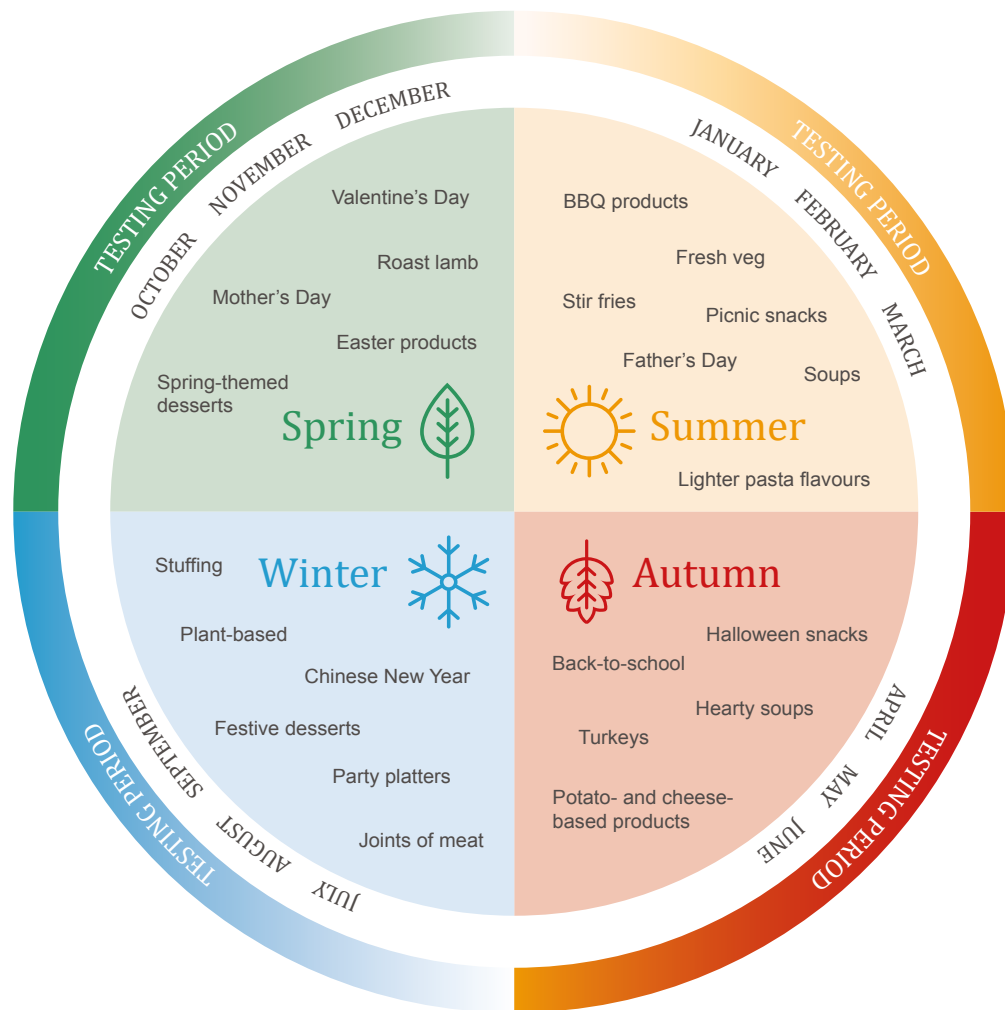 TESTING PERIOD
OCTOBER NOVEMBER DECEMBER
Valentine's Day
Roast lamb
Mother's Day
Easter products
Spring-themed
desserts
Spring
TESTING PERIOD
JANUARY FEBRUARY MARCH
BBQ products
Fresh veg
Stir fries
Picnic snacks
Father's Day
Soups
Summer
Lighter pasta flavours
Winter
Stuffing
Plant-based
Chinese New Year
Festive desserts
Party platters
Joints of meat
JULY AUGUST SEPTEMBER
TESTING PERIOD
Autumn
Halloween snacks
Back-to-school
Hearty soups
Turkeys
Potato- and cheese-
based products
APRIL MAY JUNE
TESTING PERIOD